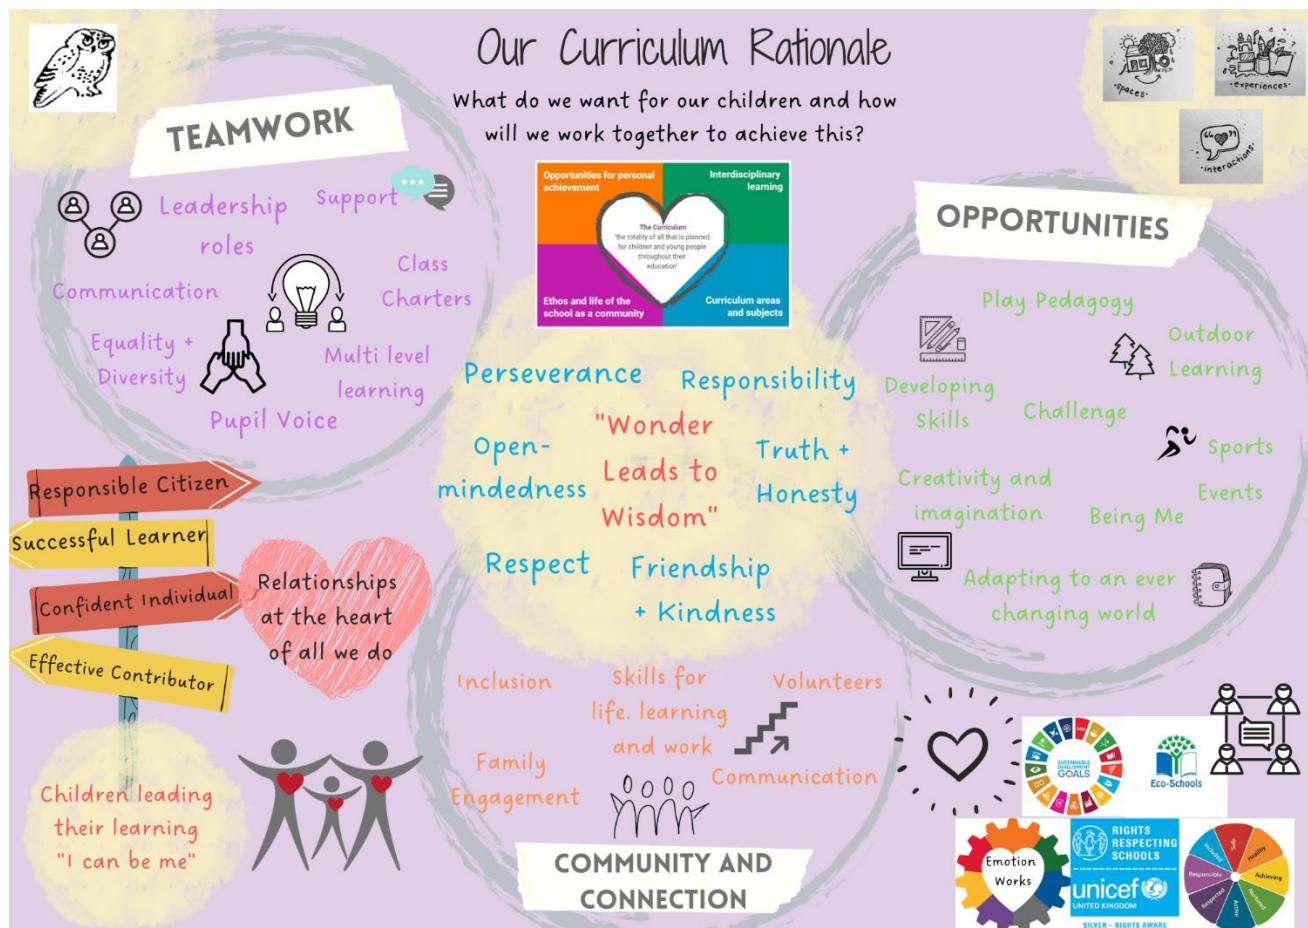 Our Curriculum Rationale
What do we want for our children and how
will we work together to achieve this?
·spaces·
·experiences·
·interactions·
TEAMWORK
Leadership
roles
Support
Communication
Class
Charters
Equality +
Diversity
Multi level
learning
Pupil Voice
Opportunities for personal
achievement
Interdisciplinary
learning
The Curriculum
'the totality of all that is planned
for children and young people
throughout their
education'
Ethos and life of the
school as a community
Curriculum areas
and subjects
OPPORTUNITIES
Play Pedagogy
Outdoor
Learning
Developing
Skills
Challenge
Sports
Creativity and
imagination
Events
Being Me
Adapting to an ever
changing world
Perseverance
Responsibility
"Wonder
Leads to
Wisdom"
Open-
mindedness
Truth +
Honesty
Respect
Friendship
+ Kindness
Responsible Citizen
Successful Learner
Confident Individual
Effective Contributor
Relationships
at the heart
of all we do
Children leading
their learning
"I can be me"
Inclusion
Skills for
life. learning
and work
Volunteers
Family
Engagement
Communication
COMMUNITY AND
CONNECTION
SUSTAINABLE
DEVELOPMENT
GOALS
Eco-Schools
Emotion
Works
RIGHTS
RESPECTING
SCHOOLS
unicef
UNITED KINGDOM
SILVER – RIGHTS AWARE
Safe
Healthy
Achieving
Nurtured
Active
Respected
Responsible
Included